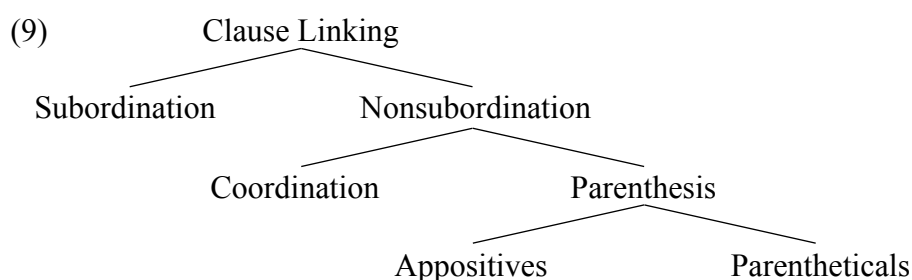 (9) Clause Linking
Subordination Nonsubordination
Coordination Parenthesis
Appositives Parentheticals